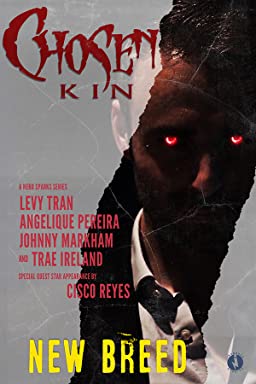 CHOSEN
KIN
A HERK SPARKS SERIES
LEVY TRAN
ANGELIQUE PEREIRA
JOHNNY MARKHAM
AND TRAE IRELAND
SPECIAL GUEST STAR APPEARANCE BY
CISCO REYES
NEW BREED